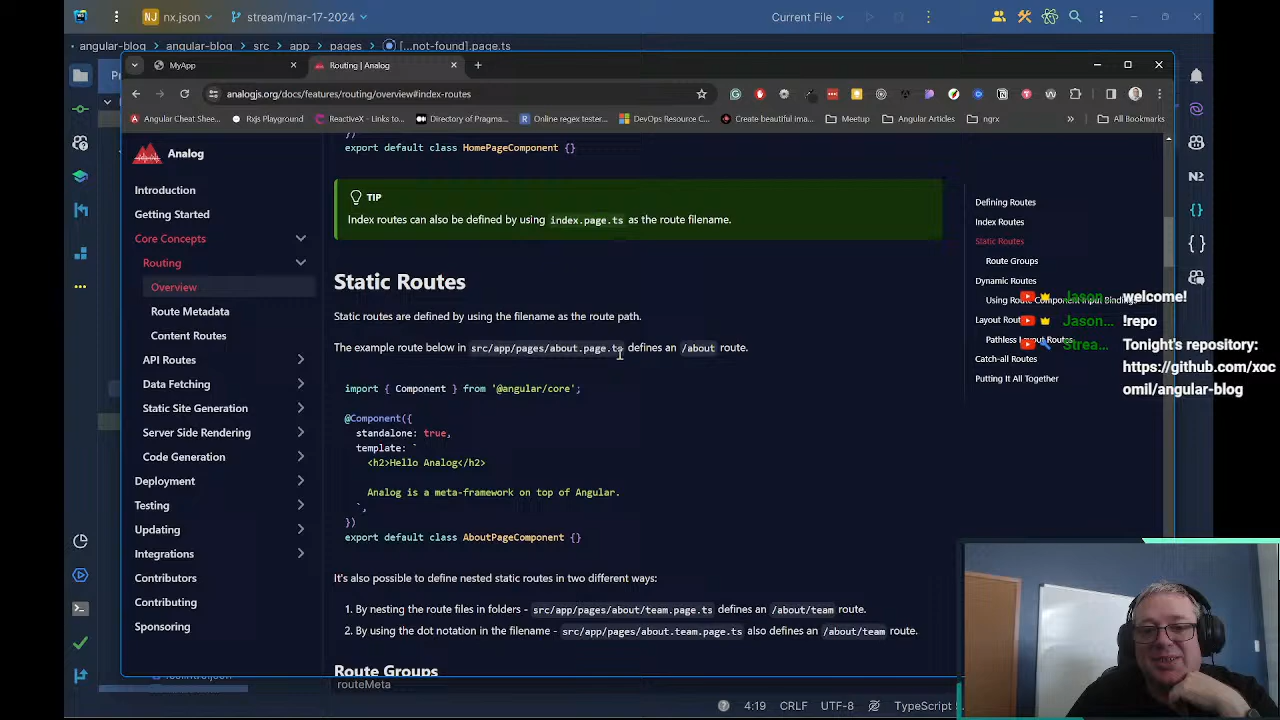 nx.json
stream/mar-17-2024
Current File
angular-blog
angular-blog
src
app
pages
[...not-found].page.ts
MyApp
Routing | Analog
analogjs.org/docs/features/routing/overview#index-routes
Angular Cheat Shee...
Rxjs Playground
ReactiveX - Links to...
Directory of Pragma...
Online regex tester...
DevOps Resource C...
Create beautiful ima...
Meetup
Angular Articles
ngrx
All Bookmarks
Analog
Introduction
Getting Started
Core Concepts
Routing
Overview
Route Metadata
Content Routes
API Routes
Data Fetching
Static Site Generation
Server Side Rendering
Code Generation
Deployment
Testing
Updating
Integrations
Contributors
Contributing
Sponsoring
export default class HomePageComponent {}
TIP
Index routes can also be defined by using index.page.ts as the route filename.
Static Routes
Static routes are defined by using the filename as the route path.
The example route below in src/app/pages/about.page.ts defines an /about route.
import { Component } from '@angular/core';
@Component({
standalone: true,
template: `
<h2>Hello Analog</h2>
Analog is a meta-framework on top of Angular.
`,
})
export default class AboutPageComponent {}
It's also possible to define nested static routes in two different ways:
1. By nesting the route files in folders - src/app/pages/about/team.page.ts defines an /about/team route.
2. By using the dot notation in the filename - src/app/pages/about.team.page.ts also defines an /about/team route.
Route Groups
Defining Routes
Index Routes
Static Routes
Route Groups
Dynamic Routes
Using Route Component Input Bindings
Layout Routes
Pathless Layout Routes
Catch-all Routes
Putting It All Together
Jason... welcome!
Jason... !repo
Strea... Tonight's repository:
https://github.com/xoc
omil/angular-blog
routeMeta
4:19
CRLF
UTF-8
TypeScript